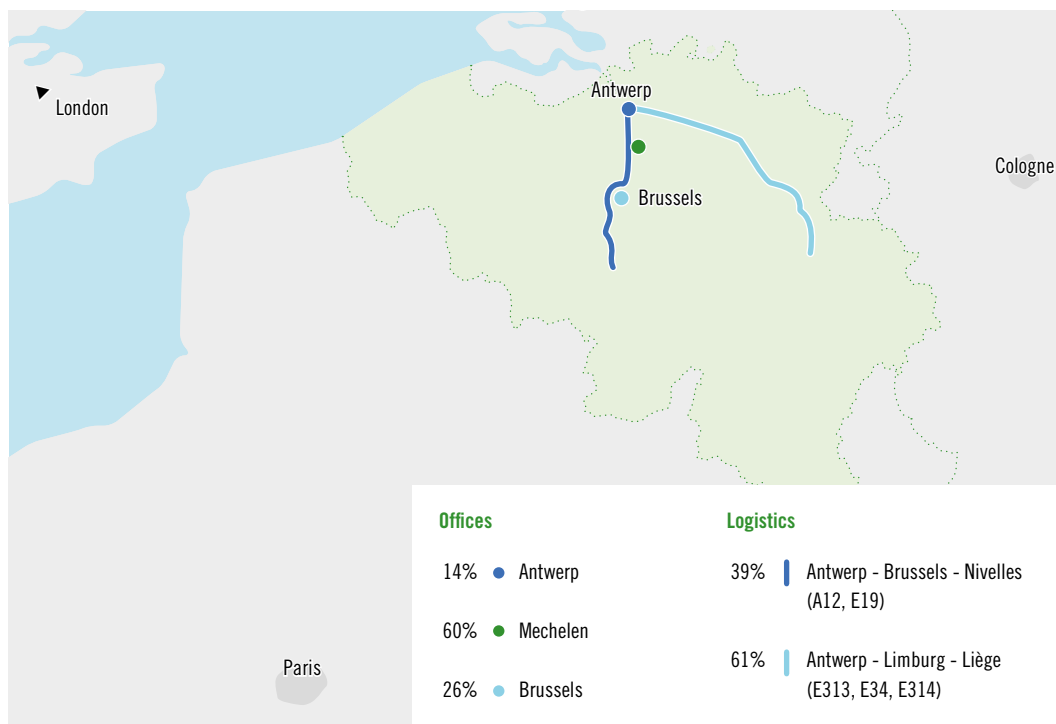 Antwerp
London
Cologne
Brussels
Paris
Offices
14% Antwerp
60% Mechelen
26% Brussels
Logistics
39% Antwerp - Brussels - Nivelles
(A12, E19)
61% Antwerp - Limburg - Liège
(E313, E34, E314)